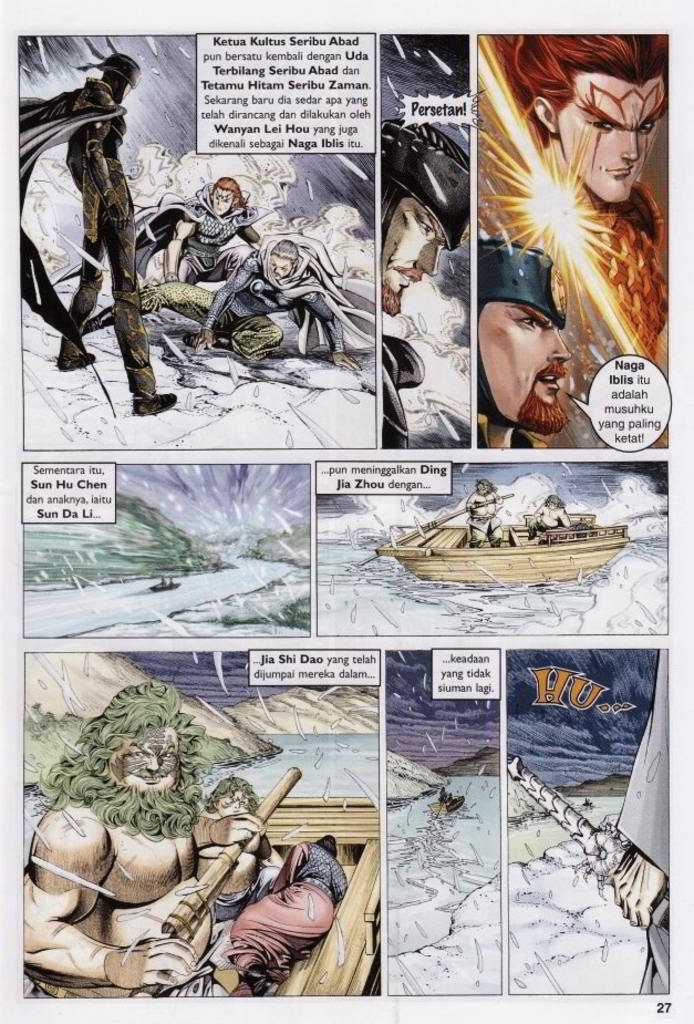 Ketua Kultus Seribu Abad
pun bersatu kembali dengan Uda
Terbilang Seribu Abad dan
Tetamu Hitam Seribu Zaman.
Sekarang baru dia sedar apa yang
telah dirancang dan dilakukan oleh
Wanyan Lei Hou yang juga
dikenali sebagai Naga Iblis itu.
Persetan!
Naga
Iblis itu
adalah
musuhku
yang paling
ketat!
Sementara itu,
Sun Hu Chen
dan anaknya, iaitu
Sun Da Li...
...pun meninggalkan Ding
Jia Zhou dengan...
...Jia Shi Dao yang telah
dijumpai mereka dalam...
...keadaan
yang tidak
siuman lagi.
HU...
27